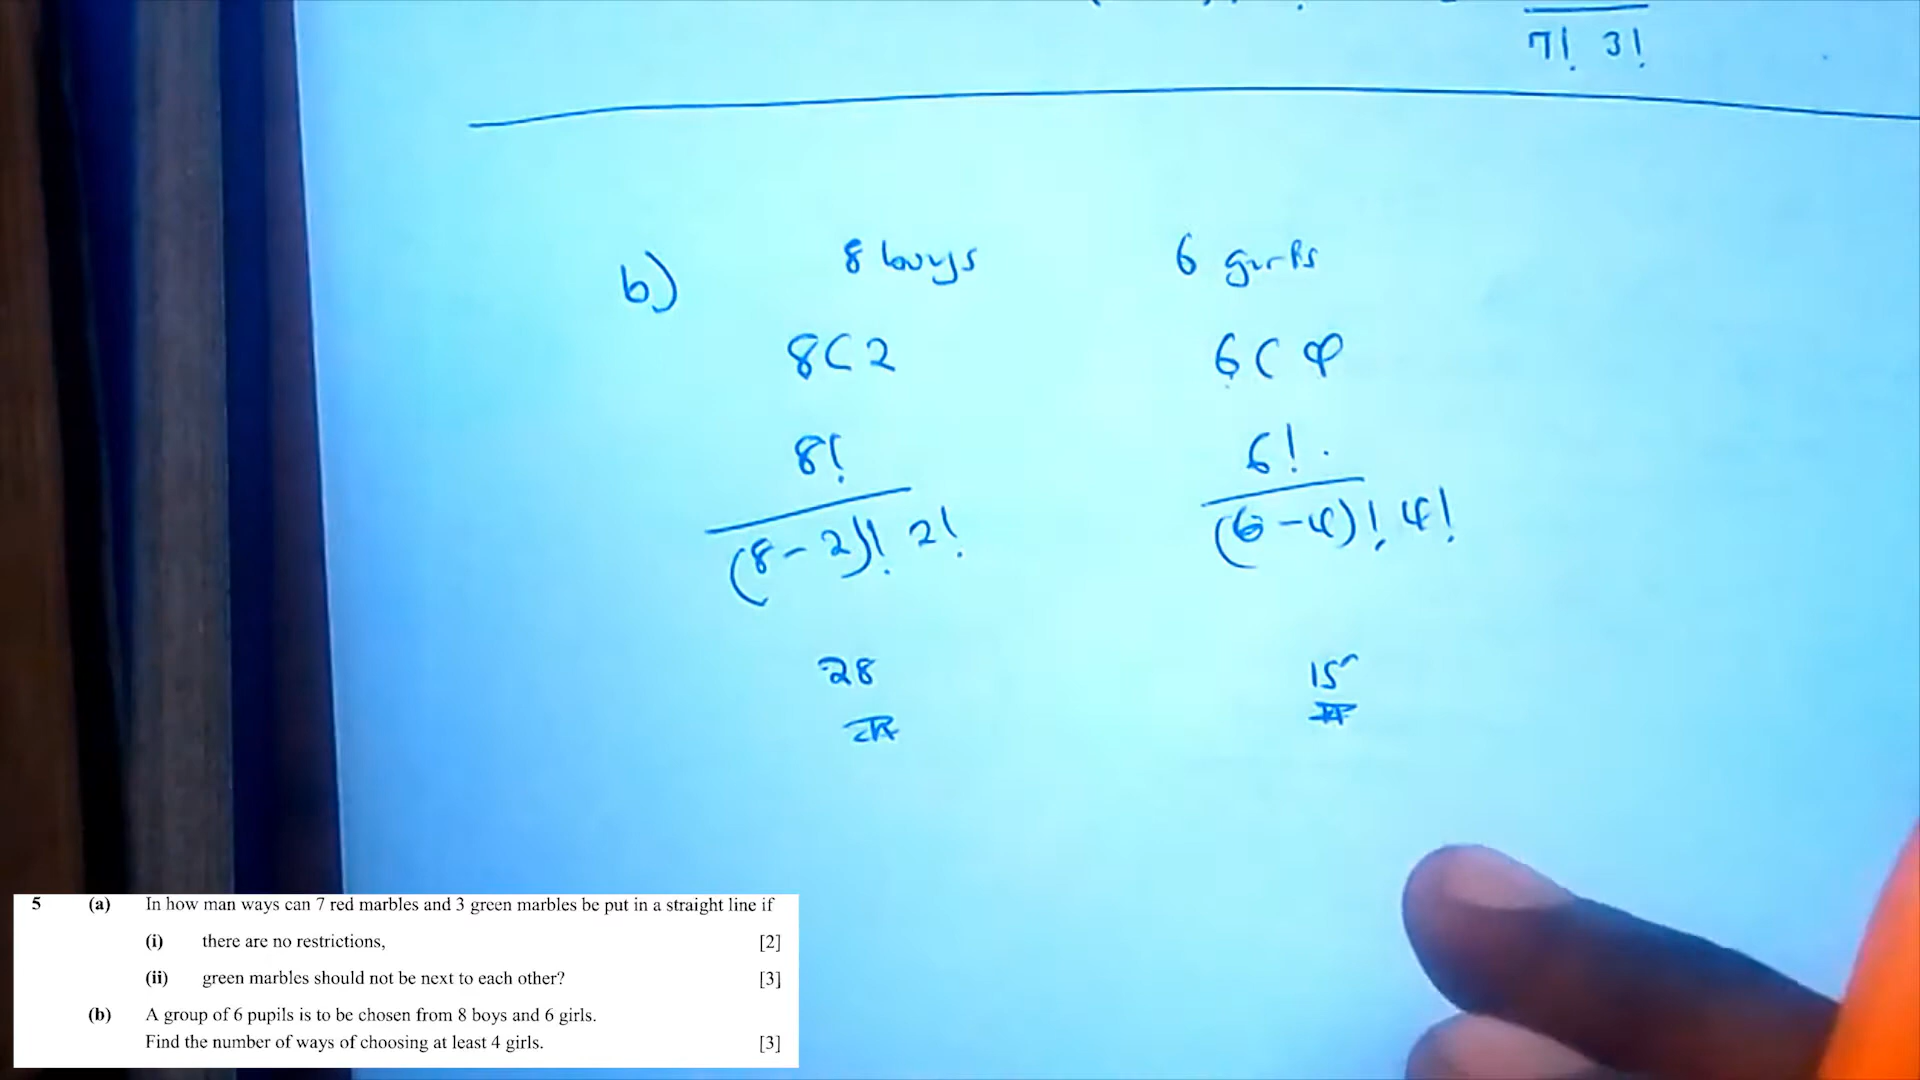 7! 3!
b) 8 boys 6 girls
8C2 6C4
8! 6!
(8-2)! 2! (6-4)! 4!
28 15
5 (a) In how man ways can 7 red marbles and 3 green marbles be put in a straight line if
(i) there are no restrictions, [2]
(ii) green marbles should not be next to each other? [3]
(b) A group of 6 pupils is to be chosen from 8 boys and 6 girls.
Find the number of ways of choosing at least 4 girls. [3]